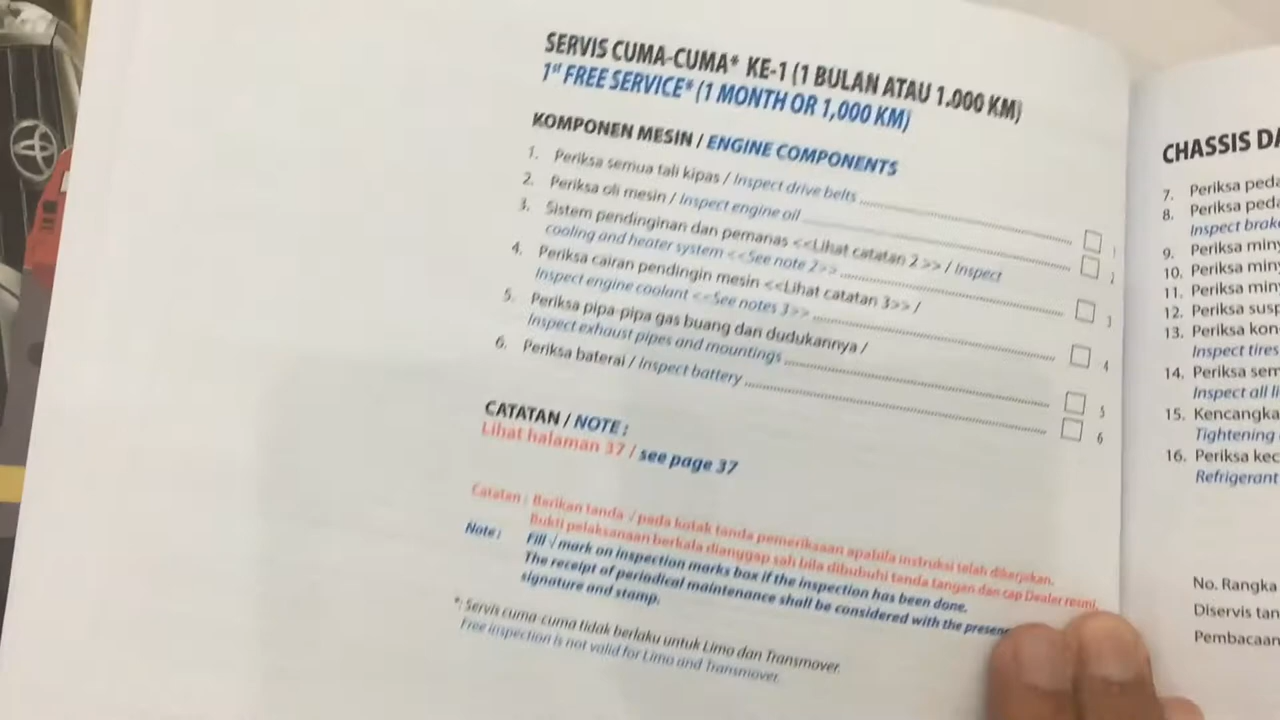 SERVIS CUMA-CUMA* KE-1 (1 BULAN ATAU 1.000 KM)
1st FREE SERVICE* (1 MONTH OR 1,000 KM)
KOMPONEN MESIN / ENGINE COMPONENTS
1. Periksa semua tali kipas / Inspect drive belts 1
2. Periksa oli mesin / Inspect engine oil 2
3. Sistem pendinginan dan pemanas <<Lihat catatan 2>> / Inspect
cooling and heater system <<See note 2>> 3
4. Periksa cairan pendingin mesin <<Lihat catatan 3>> /
Inspect engine coolant <<See notes 3>> 4
5. Periksa pipa-pipa gas buang dan dudukannya /
Inspect exhaust pipes and mountings 5
6. Periksa baterai / Inspect battery 6
CATATAN / NOTE :
Lihat halaman 37 / see page 37
Catatan : Berikan tanda √ pada kotak tanda pemeriksaan apabila instruksi telah dikerjakan.
Bukti pelaksanaan berkala dianggap sah bila dibubuhi tanda tangan dan cap Dealer resmi.
Note : Fill √ mark on inspection marks box if the inspection has been done.
The receipt of periodical maintenance shall be considered with the presen
signature and stamp.
*: Servis cuma-cuma tidak berlaku untuk Limo dan Transmover.
Free inspection is not valid for Limo and Transmover.
CHASSIS DA
7. Periksa peda
8. Periksa peda
Inspect brak
9. Periksa miny
10. Periksa miny
11. Periksa miny
12. Periksa susp
13. Periksa kon
Inspect tires
14. Periksa sem
Inspect all li
15. Kencangka
Tightening
16. Periksa kec
Refrigerant
No. Rangka
Diservis tan
Pembacaan